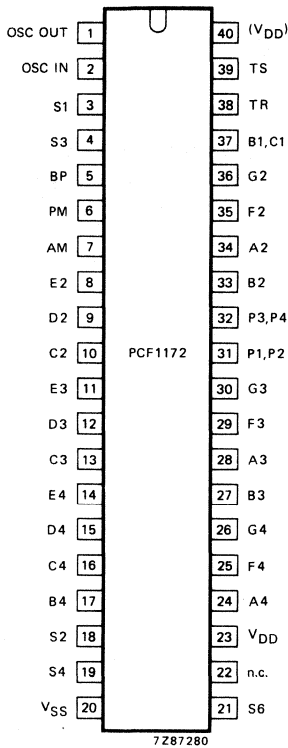 OSC OUT 1 40 (VDD)
OSC IN 2 39 TS
S1 3 38 TR
S3 4 37 B1,C1
BP 5 36 G2
PM 6 35 F2
AM 7 34 A2
E2 8 33 B2
D2 9 32 P3,P4
C2 10 PCF1172 31 P1,P2
E3 11 30 G3
D3 12 29 F3
C3 13 28 A3
E4 14 27 B3
D4 15 26 G4
C4 16 25 F4
B4 17 24 A4
S2 18 23 VDD
S4 19 22 n.c.
VSS 20 21 S6
7Z87280